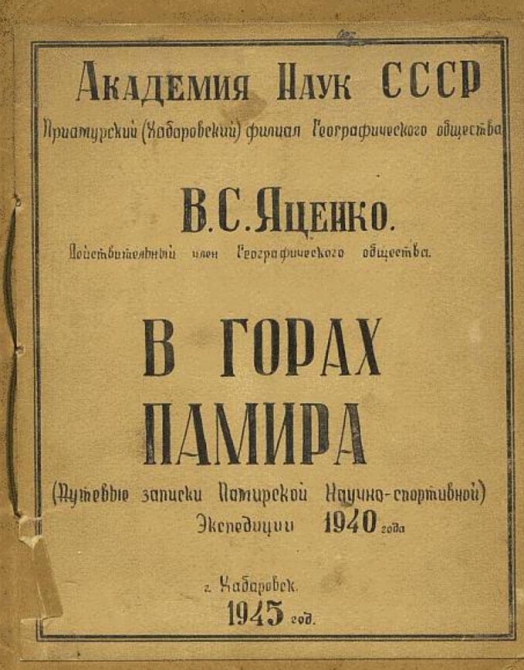 Академия Наук СССР
Приамурский (Хабаровский) филиал Географического общества
В.С.Яценко.
Действительный член Географического общества.
В ГОРАХ
ПАМИРА
(Путевые записки Памирской Научно-спортивной)
Экспедиции 1940 года
г. Хабаровск.
1945 год.